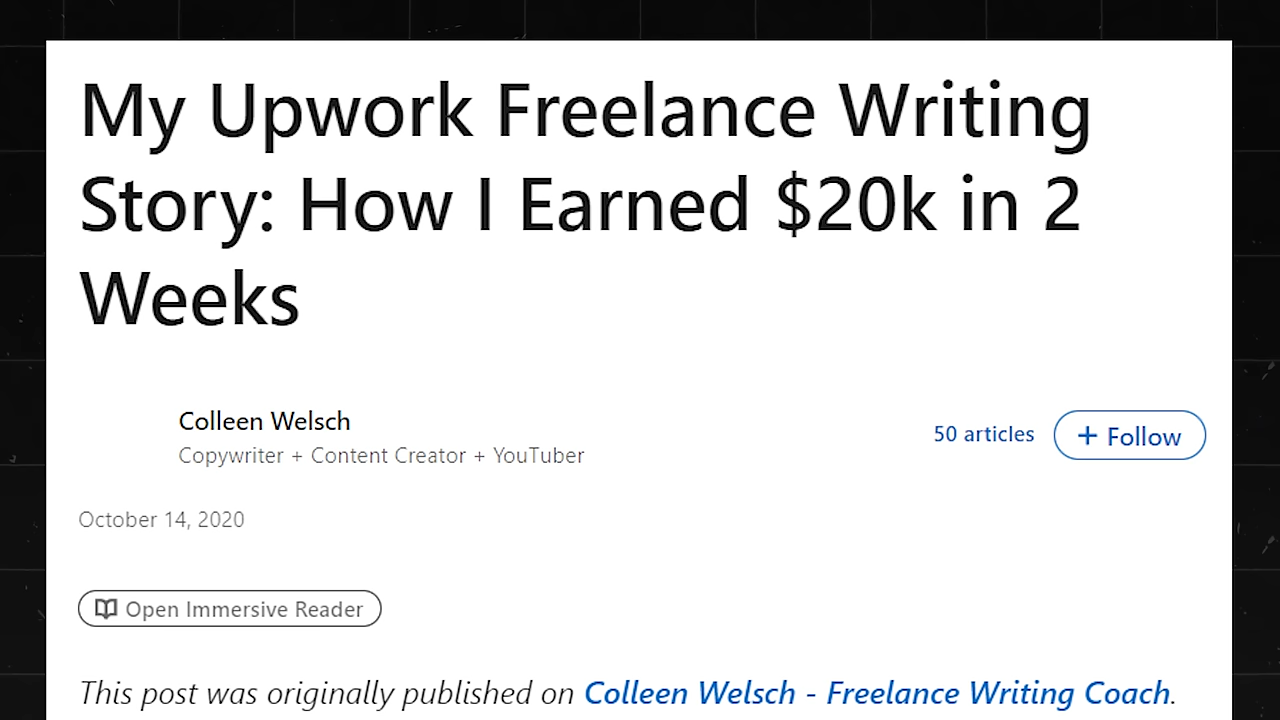 My Upwork Freelance Writing
Story: How I Earned $20k in 2
Weeks
Colleen Welsch
Copywriter + Content Creator + YouTuber
50 articles
+ Follow
October 14, 2020
Open Immersive Reader
This post was originally published on Colleen Welsch - Freelance Writing Coach.